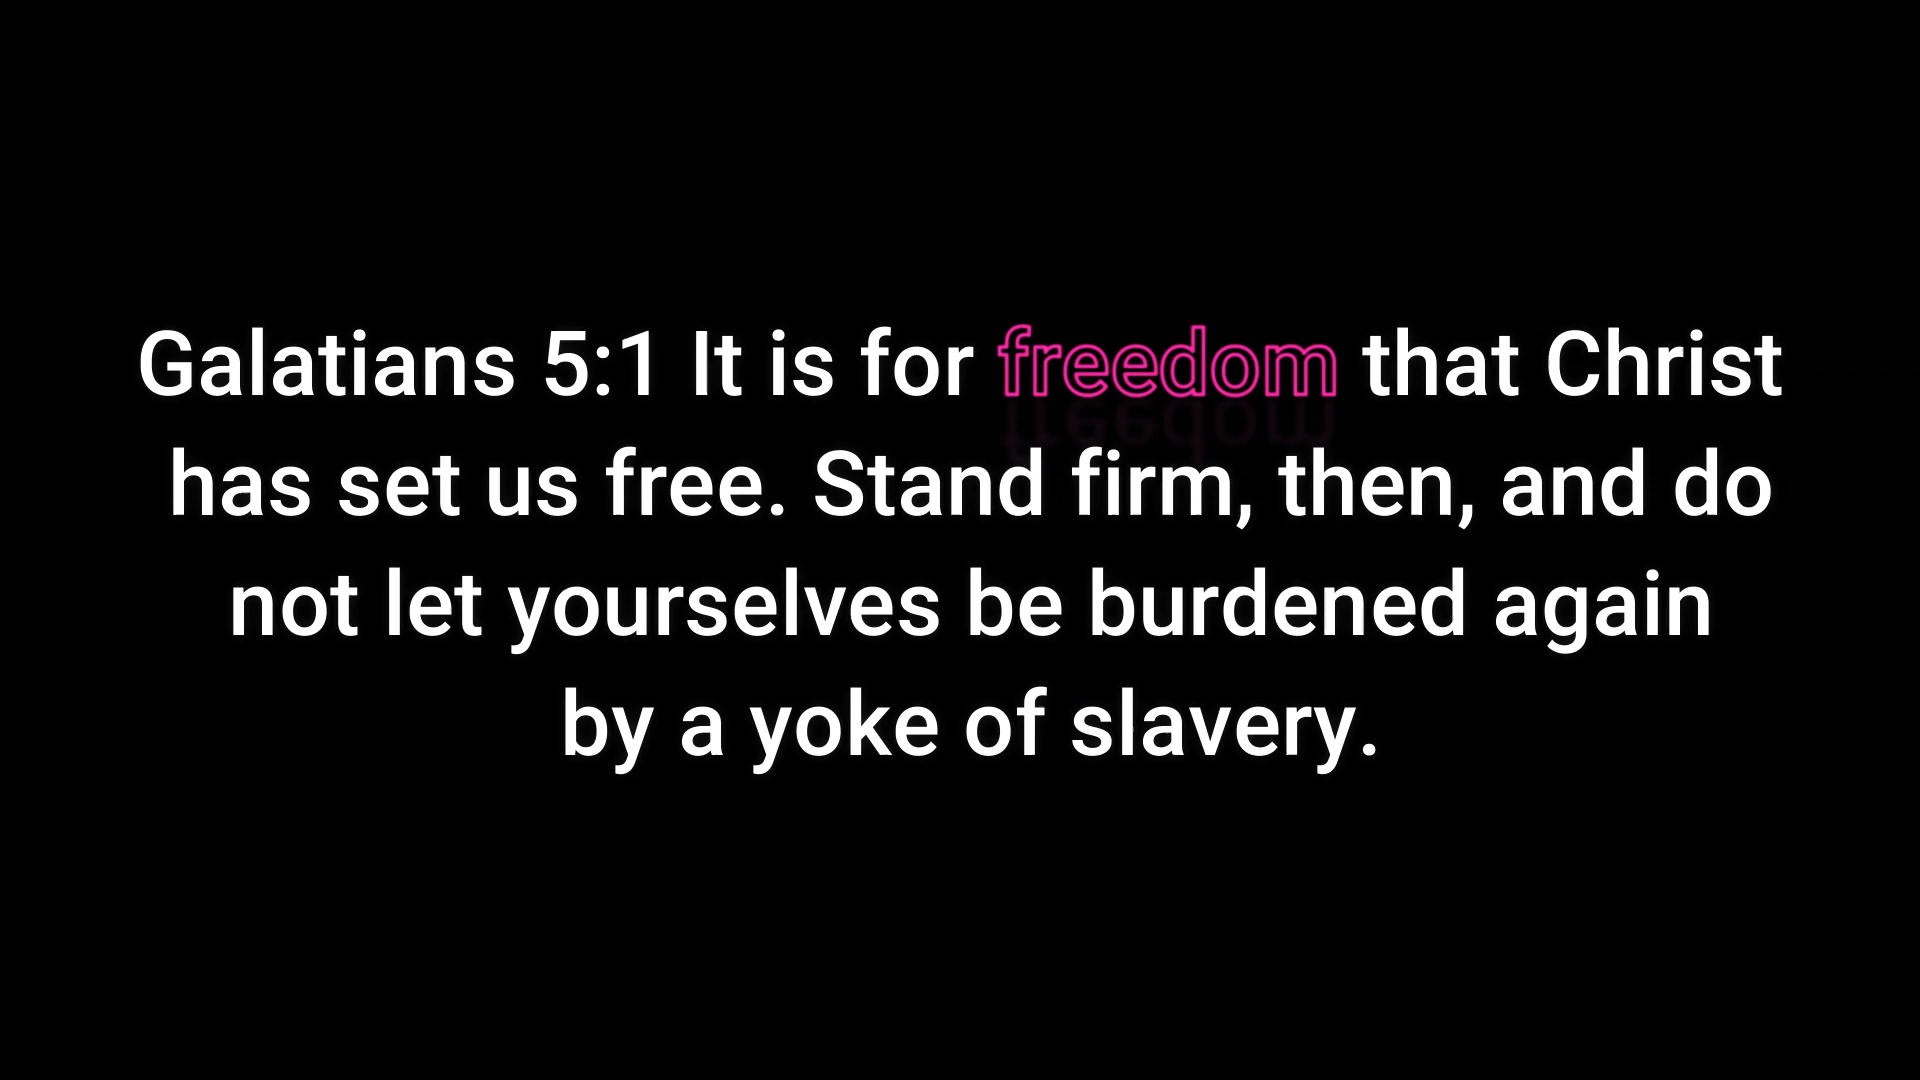 Galatians 5:1 It is for freedom that Christ
has set us free. Stand firm, then, and do
not let yourselves be burdened again
by a yoke of slavery.